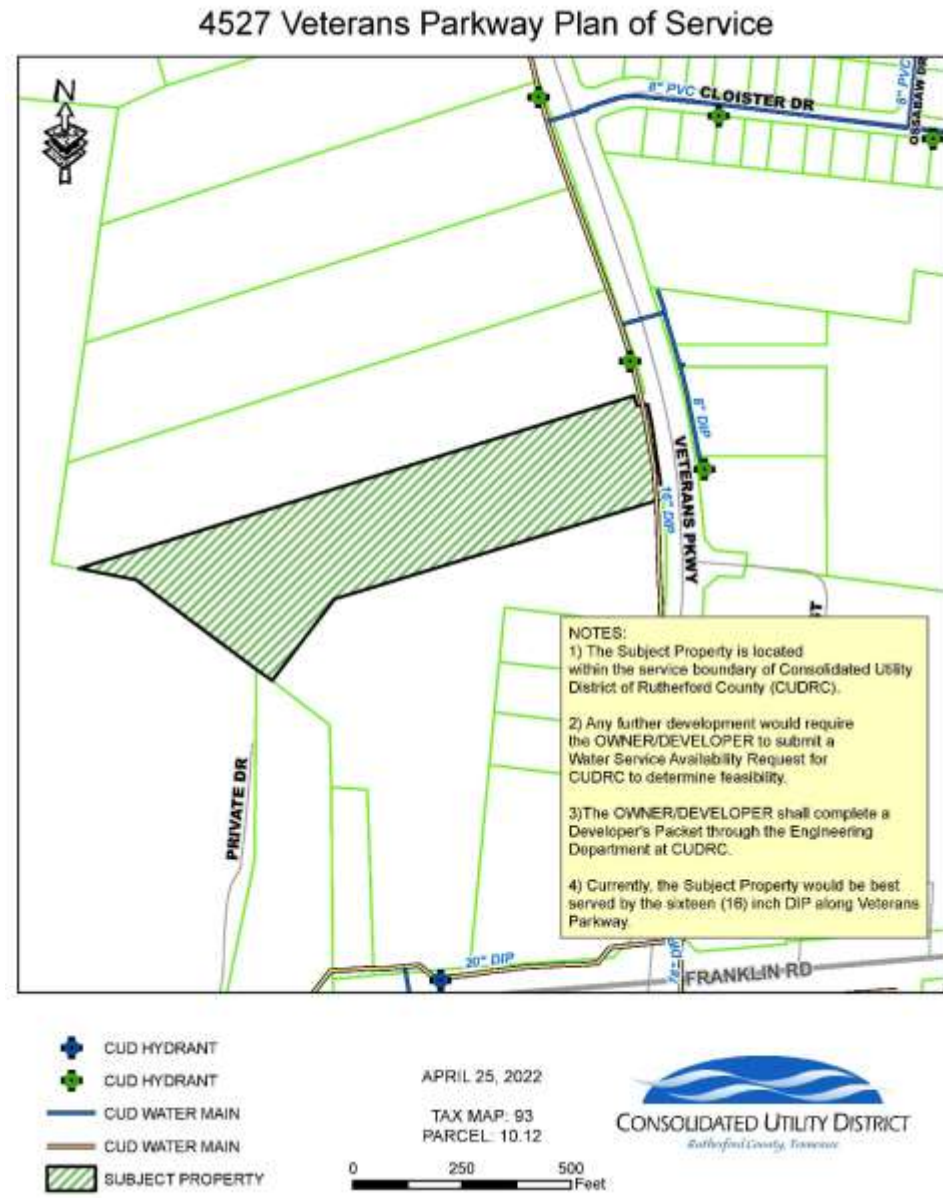 4527 Veterans Parkway Plan of Service
N
8" PVC
CLOISTER DR
8" PVC
OSSABAW DR
8" DIP
VETERANS PKWY
16" DIP
NOTES:
1) The Subject Property is located
within the service boundary of Consolidated Utility
District of Rutherford County (CUDRC).
2) Any further development would require
the OWNER/DEVELOPER to submit a
Water Service Availability Request for
CUDRC to determine feasibility.
3)The OWNER/DEVELOPER shall complete a
Developer's Packet through the Engineering
Department at CUDRC.
4) Currently, the Subject Property would be best
served by the sixteen (16) inch DIP along Veterans
Parkway.
PRIVATE DR
20" DIP
FRANKLIN RD
CUD HYDRANT
CUD HYDRANT
CUD WATER MAIN
CUD WATER MAIN
SUBJECT PROPERTY
APRIL 25, 2022
TAX MAP: 93
PARCEL: 10.12
0 250 500
Feet
CONSOLIDATED UTILITY DISTRICT
Rutherford County, Tennessee